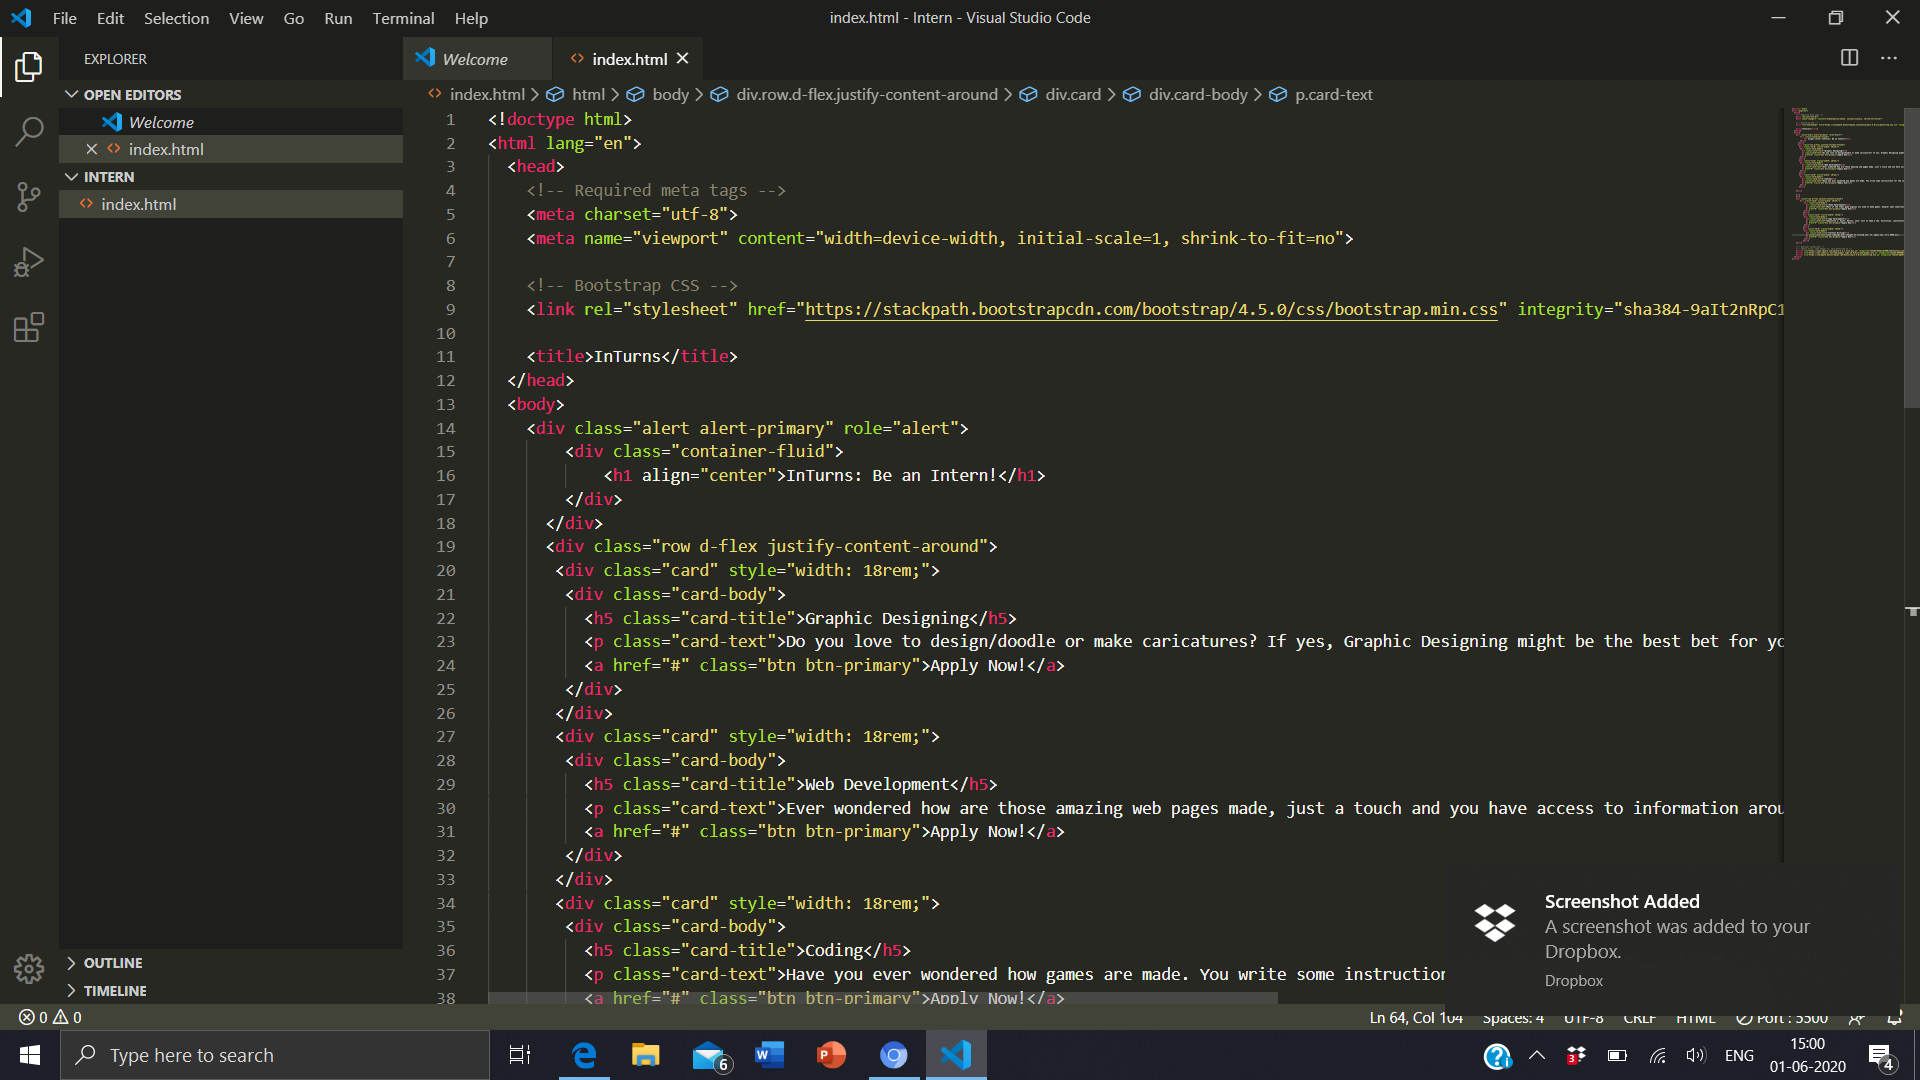 File Edit Selection View Go Run Terminal Help
index.html - Intern - Visual Studio Code
EXPLORER
OPEN EDITORS
Welcome
index.html
INTERN
index.html
OUTLINE
TIMELINE
Welcome
index.html
index.html > html > body > div.row.d-flex.justify-content-around > div.card > div.card-body > p.card-text
1 <!doctype html>
2 <html lang="en">
3 <head>
4 <!-- Required meta tags -->
5 <meta charset="utf-8">
6 <meta name="viewport" content="width=device-width, initial-scale=1, shrink-to-fit=no">
7
8 <!-- Bootstrap CSS -->
9 <link rel="stylesheet" href="https://stackpath.bootstrapcdn.com/bootstrap/4.5.0/css/bootstrap.min.css" integrity="sha384-9aIt2nRpC1
10
11 <title>InTurns</title>
12 </head>
13 <body>
14 <div class="alert alert-primary" role="alert">
15 <div class="container-fluid">
16 <h1 align="center">InTurns: Be an Intern!</h1>
17 </div>
18 </div>
19 <div class="row d-flex justify-content-around">
20 <div class="card" style="width: 18rem;">
21 <div class="card-body">
22 <h5 class="card-title">Graphic Designing</h5>
23 <p class="card-text">Do you love to design/doodle or make caricatures? If yes, Graphic Designing might be the best bet for yo
24 <a href="#" class="btn btn-primary">Apply Now!</a>
25 </div>
26 </div>
27 <div class="card" style="width: 18rem;">
28 <div class="card-body">
29 <h5 class="card-title">Web Development</h5>
30 <p class="card-text">Ever wondered how are those amazing web pages made, just a touch and you have access to information arou
31 <a href="#" class="btn btn-primary">Apply Now!</a>
32 </div>
33 </div>
34 <div class="card" style="width: 18rem;">
35 <div class="card-body">
36 <h5 class="card-title">Coding</h5>
37 <p class="card-text">Have you ever wondered how games are made. You write some instruction
38 <a href="#" class="btn btn-primary">Apply Now!</a>
Screenshot Added
A screenshot was added to your
Dropbox.
Dropbox
0 0
Ln 64, Col 104 Spaces: 4 UTF-8 CRLF HTML Port : 5500
Type here to search
6
3
ENG
15:00
01-06-2020
4